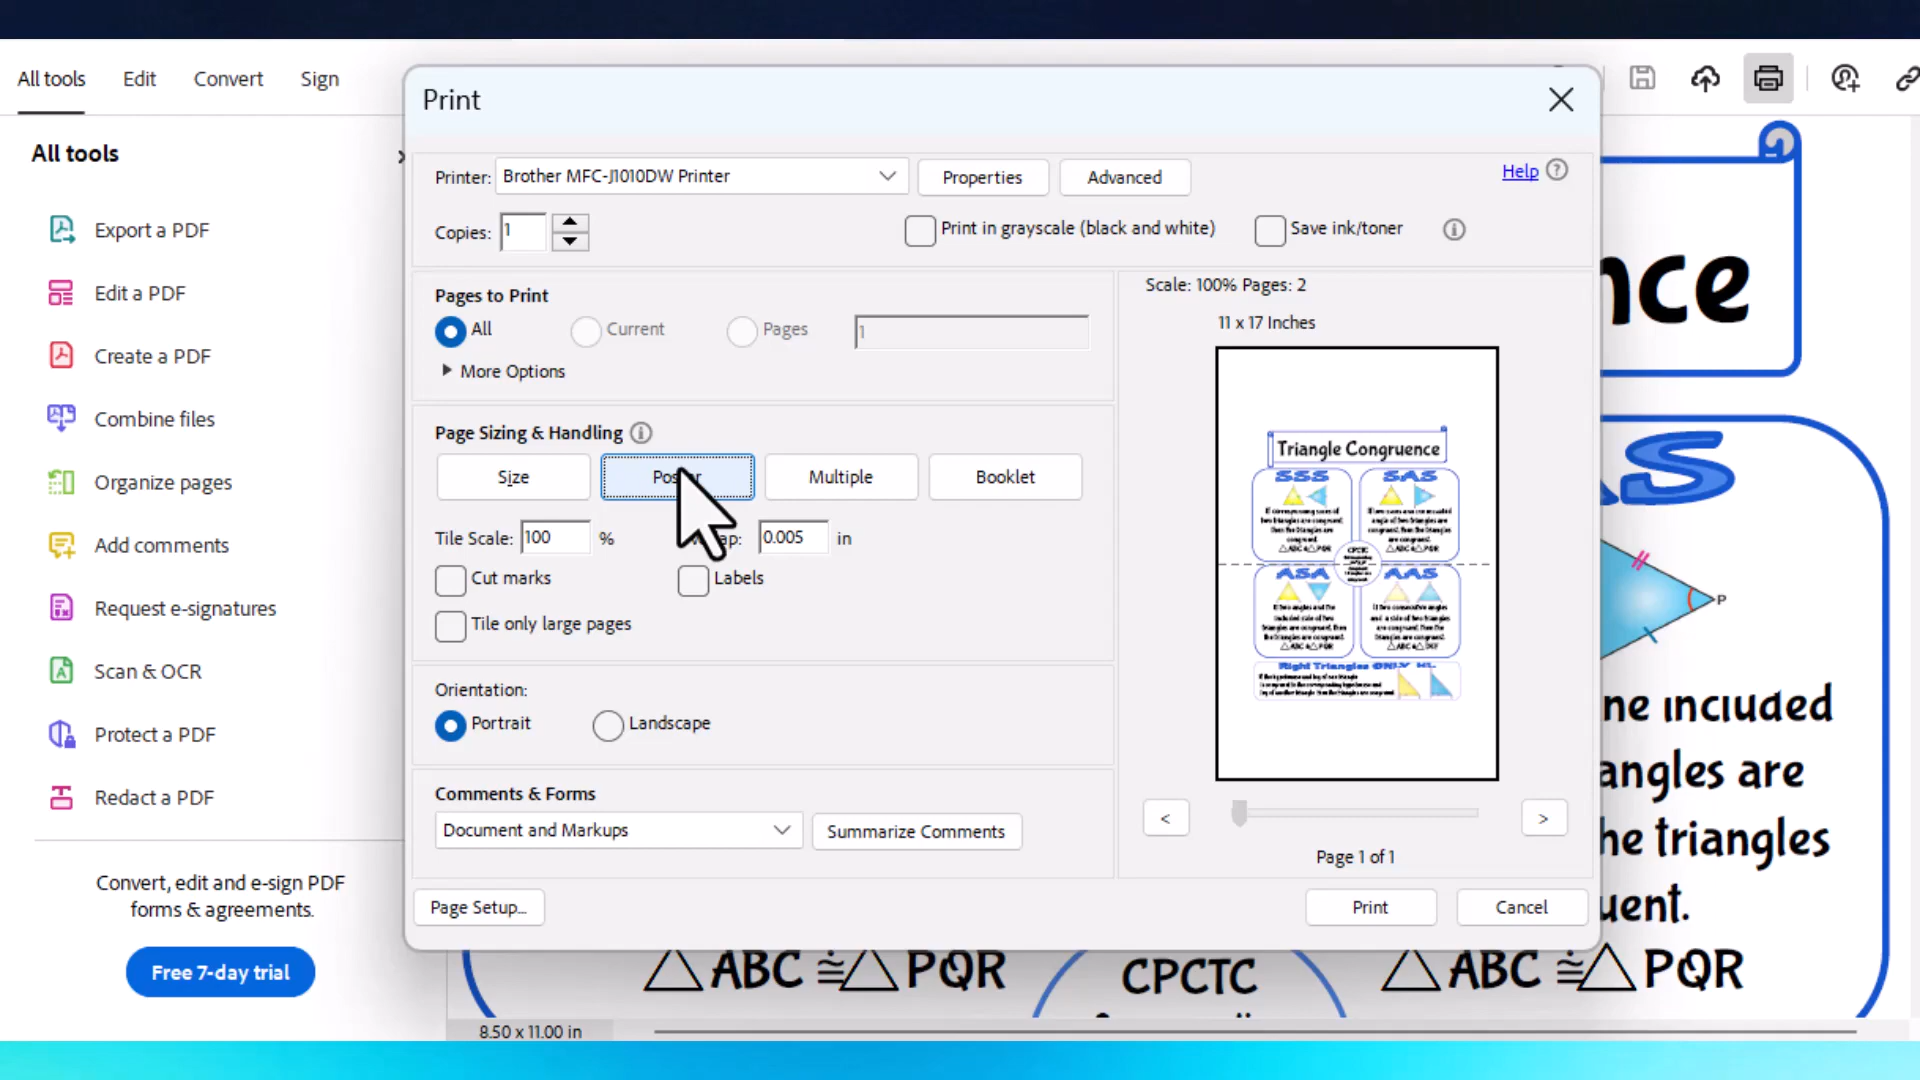 All tools
Edit
Convert
Sign
All tools
Export a PDF
Edit a PDF
Create a PDF
Combine files
Organize pages
Add comments
Request e-signatures
Scan & OCR
Protect a PDF
Redact a PDF
Convert, edit and e-sign PDF
forms & agreements.
Free 7-day trial
Print
Printer:
Brother MFC-J1010DW Printer
Properties
Advanced
Help
Copies:
1
Print in grayscale (black and white)
Save ink/toner
Pages to Print
All
Current
Pages
1
More Options
Page Sizing & Handling
Size
Multiple
Booklet
Tile Scale:
100
%
0.005
in
Cut marks
Labels
Tile only large pages
Orientation:
Portrait
Landscape
Comments & Forms
Document and Markups
Summarize Comments
Page Setup...
Scale: 100% Pages: 2
11 x 17 Inches
Triangle Congruence
SSS
SAS
CPCTC
ASA
AAS
Right Triangles ONLY HL
<
>
Page 1 of 1
Print
Cancel
nce
S
P
angles are
he triangles
uent.
△ABC ≅△PQR
CPCTC
△ABC ≅△PQR
8.50 x 11.00 in